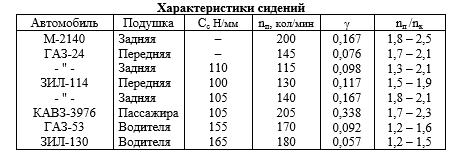 Характеристики сидений
Автомобиль Подушка Cс Н/мм nп, кол/мин γ nп /nк
М-2140 Задняя – 200 0,167 1,8 – 2,5
ГАЗ-24 Передняя – 145 0,076 1,7 – 2,1
- " - Задняя 110 115 0,098 1,3 – 2,1
ЗИЛ-114 Передняя 100 130 0,117 1,5 – 1,9
- " - Задняя 105 140 0,167 1,8 – 2,1
КАВЗ-3976 Пассажира 105 205 0,338 1,7 – 2,3
ГАЗ-53 Водителя 155 170 0,092 1,2 – 1,6
ЗИЛ-130 Водителя 165 180 0,057 1,2 – 1,5